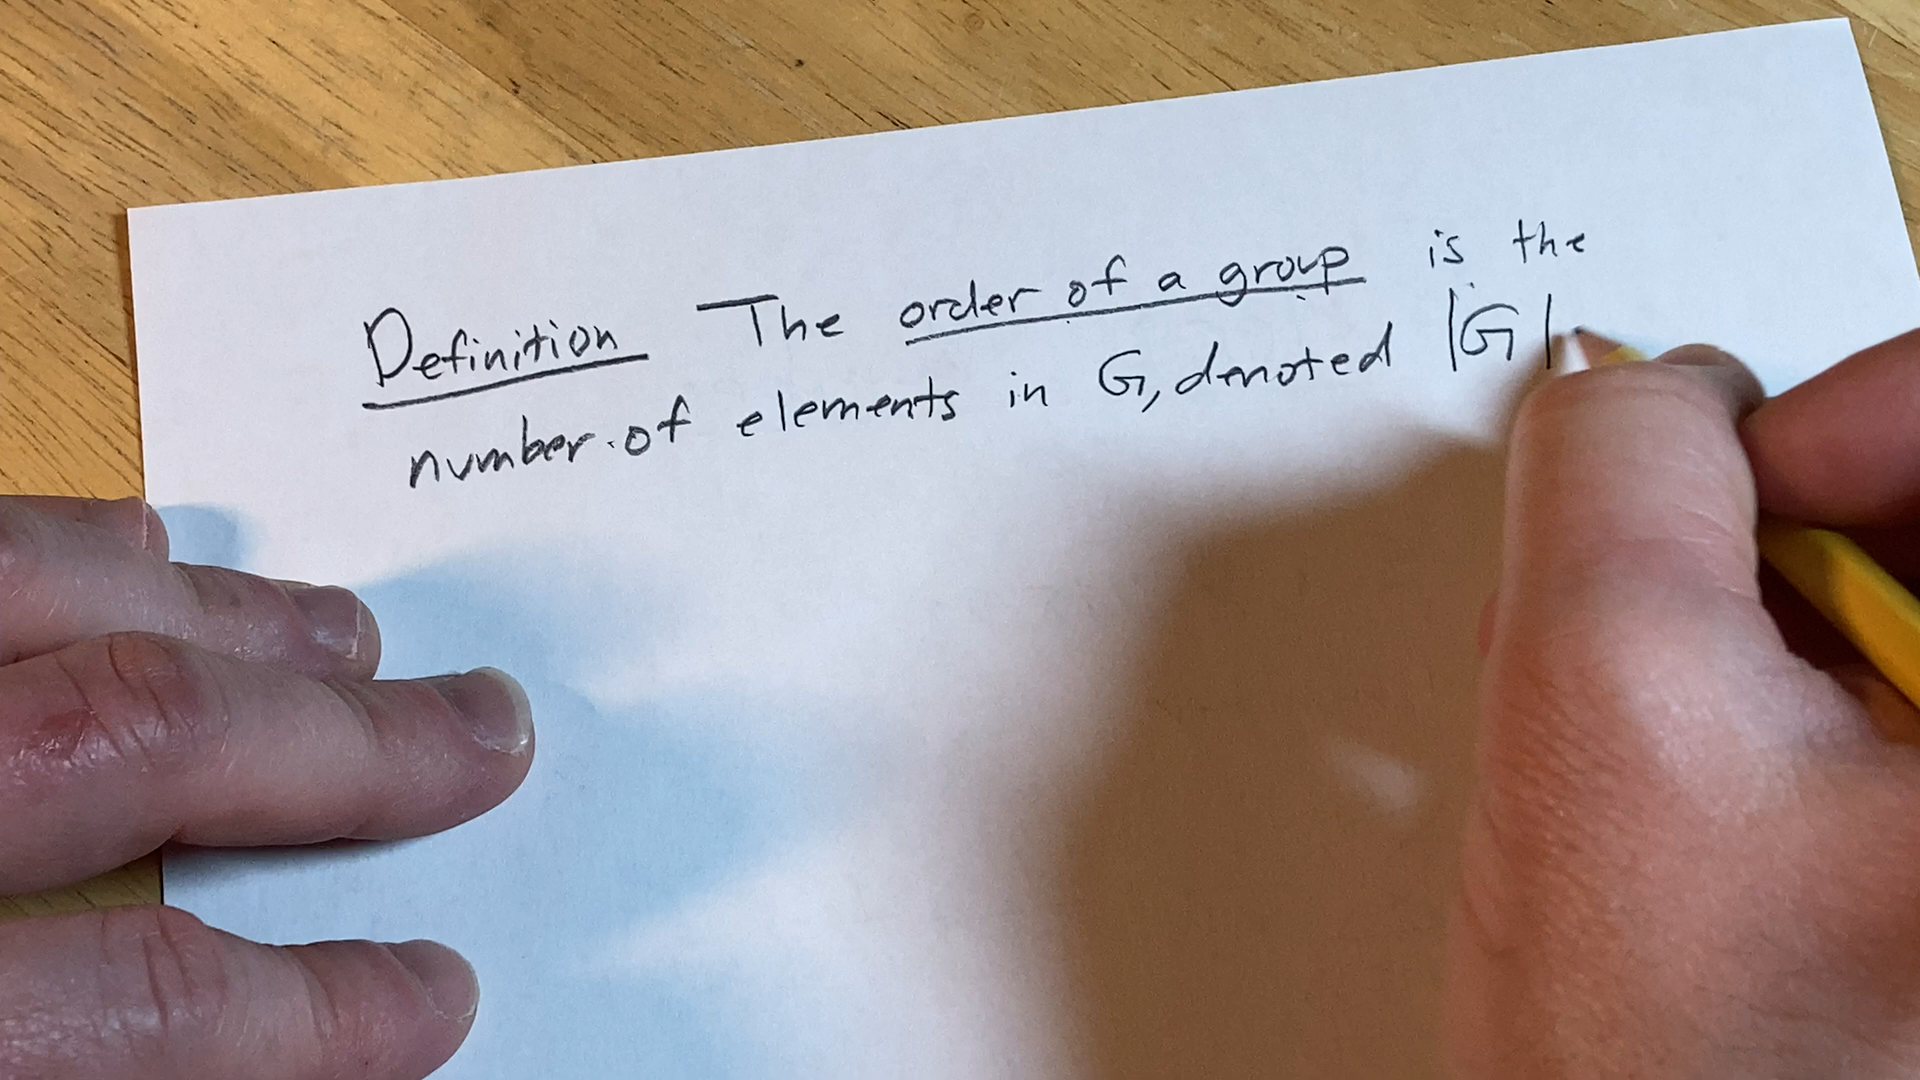 Definition The order of a group is the
number of elements in G, denoted |G|